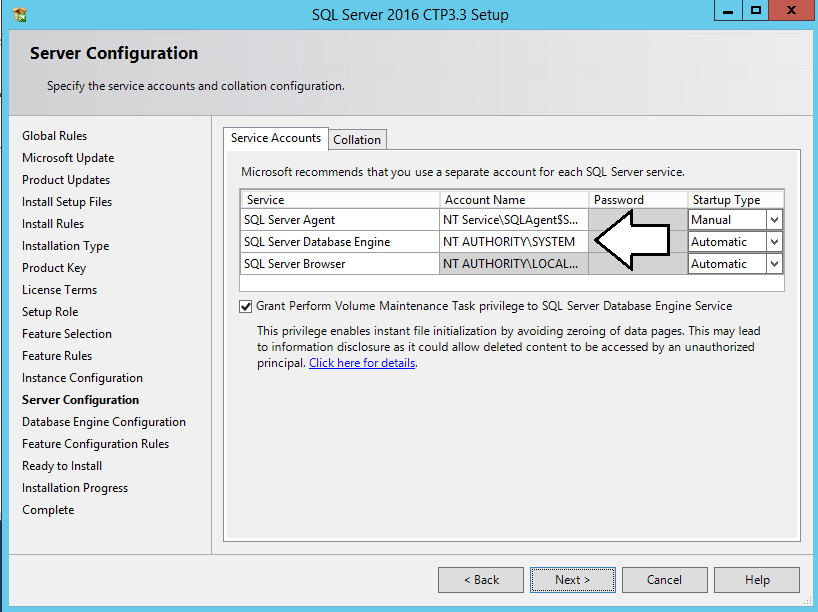 SQL Server 2016 CTP3.3 Setup
Server Configuration
Specify the service accounts and collation configuration.
Global Rules
Microsoft Update
Product Updates
Install Setup Files
Install Rules
Installation Type
Product Key
License Terms
Setup Role
Feature Selection
Feature Rules
Instance Configuration
Server Configuration
Database Engine Configuration
Feature Configuration Rules
Ready to Install
Installation Progress
Complete
Service Accounts Collation
Microsoft recommends that you use a separate account for each SQL Server service.
Service Account Name Password Startup Type
SQL Server Agent NT Service\SQLAgent$S... Manual
SQL Server Database Engine NT AUTHORITY\SYSTEM Automatic
SQL Server Browser NT AUTHORITY\LOCAL... Automatic
Grant Perform Volume Maintenance Task privilege to SQL Server Database Engine Service
This privilege enables instant file initialization by avoiding zeroing of data pages. This may lead
to information disclosure as it could allow deleted content to be accessed by an unauthorized
principal. Click here for details.
< Back Next > Cancel Help